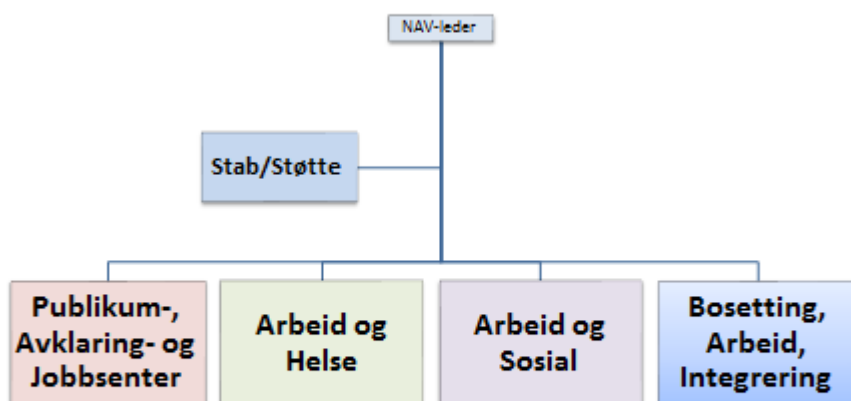 NAV-leder
Stab/Støtte
Publikum-,
Avklaring- og
Jobbsenter
Arbeid og
Helse
Arbeid og
Sosial
Bosetting,
Arbeid,
Integrering